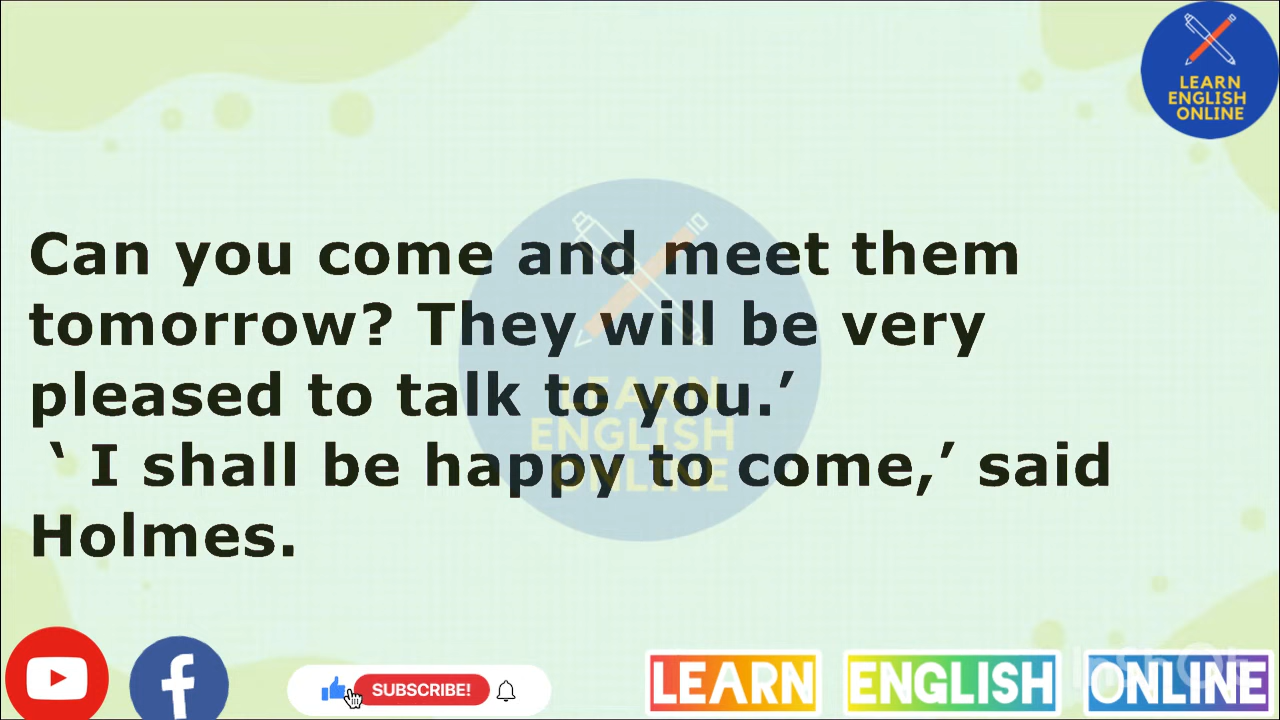 LEARN
ENGLISH
ONLINE
Can you come and meet them
tomorrow? They will be very
pleased to talk to you.’
‘ I shall be happy to come,’ said
Holmes.
LEARN
ENGLISH
ONLINE
SUBSCRIBE!
LEARN ENGLISH ONLINE